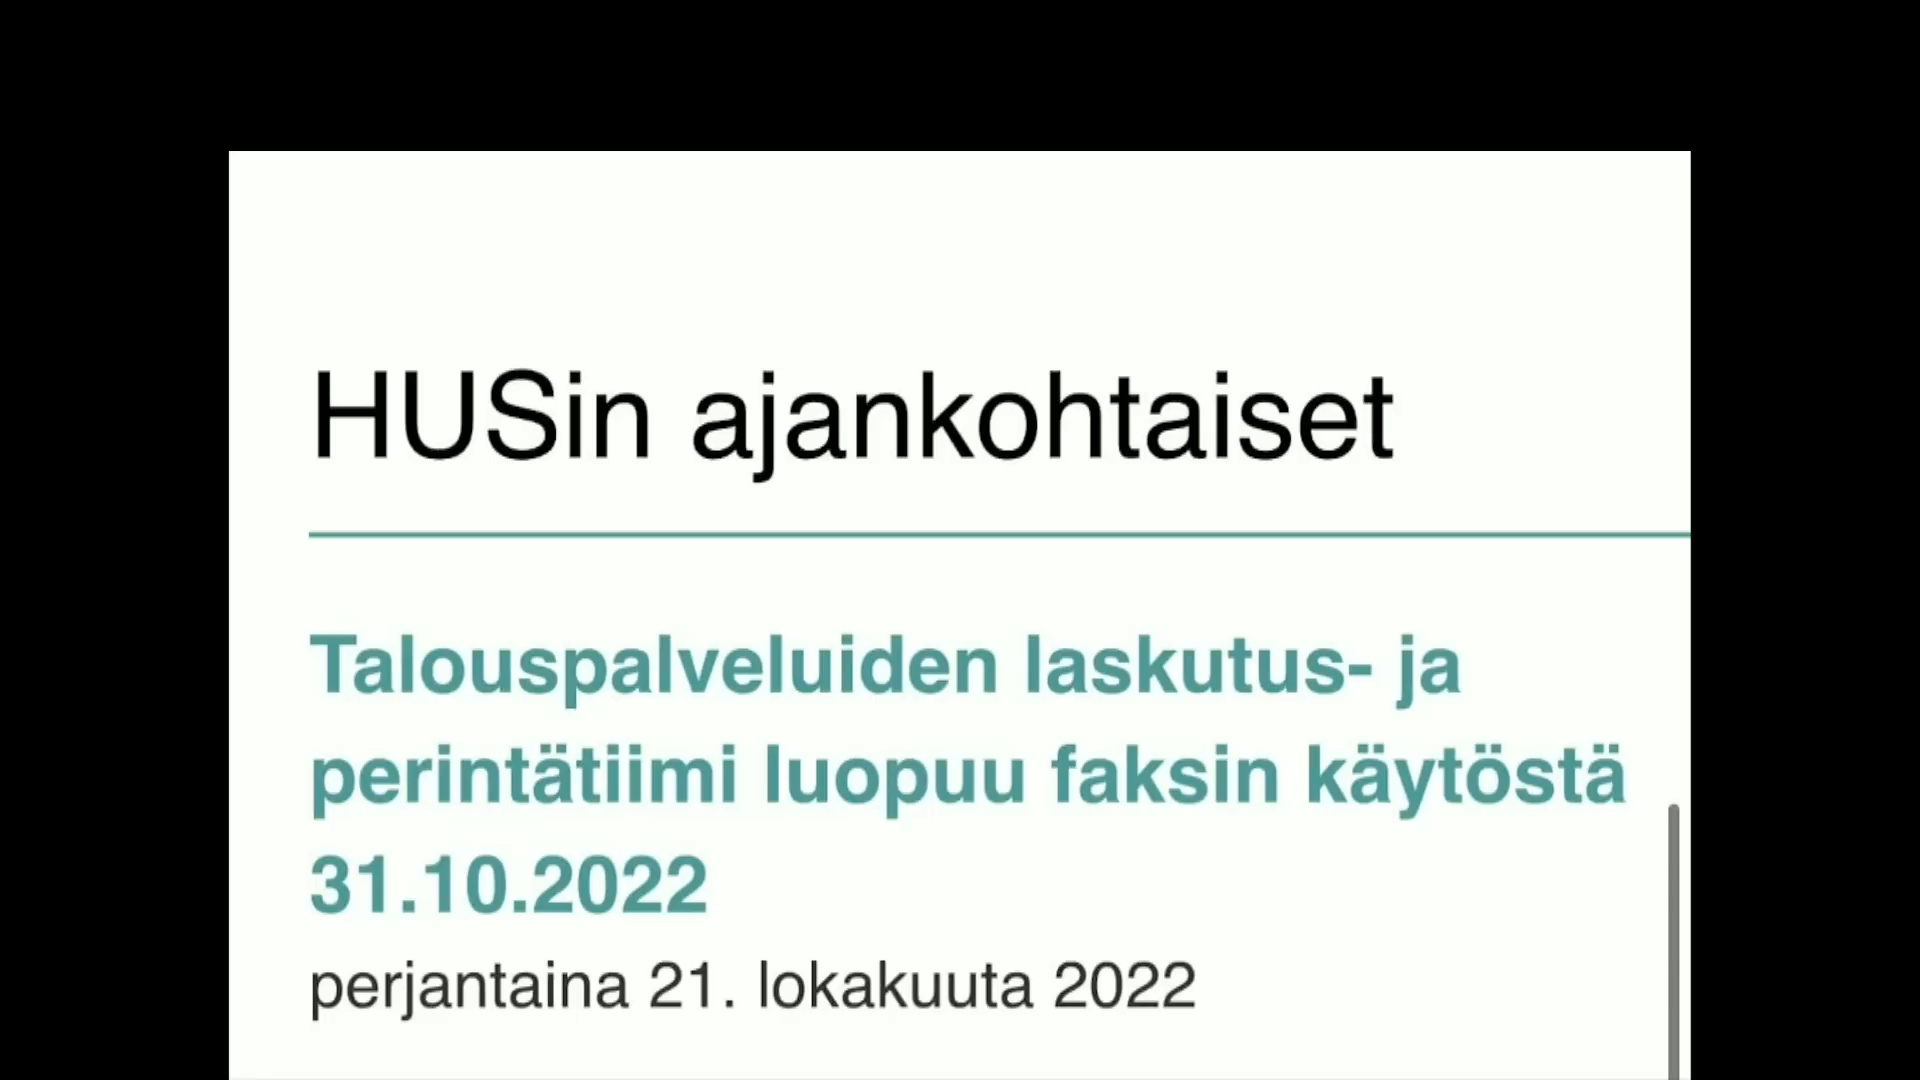 HUSin ajankohtaiset
Talouspalveluiden laskutus- ja
perintätiimi luopuu faksin käytöstä
31.10.2022
perjantaina 21. lokakuuta 2022